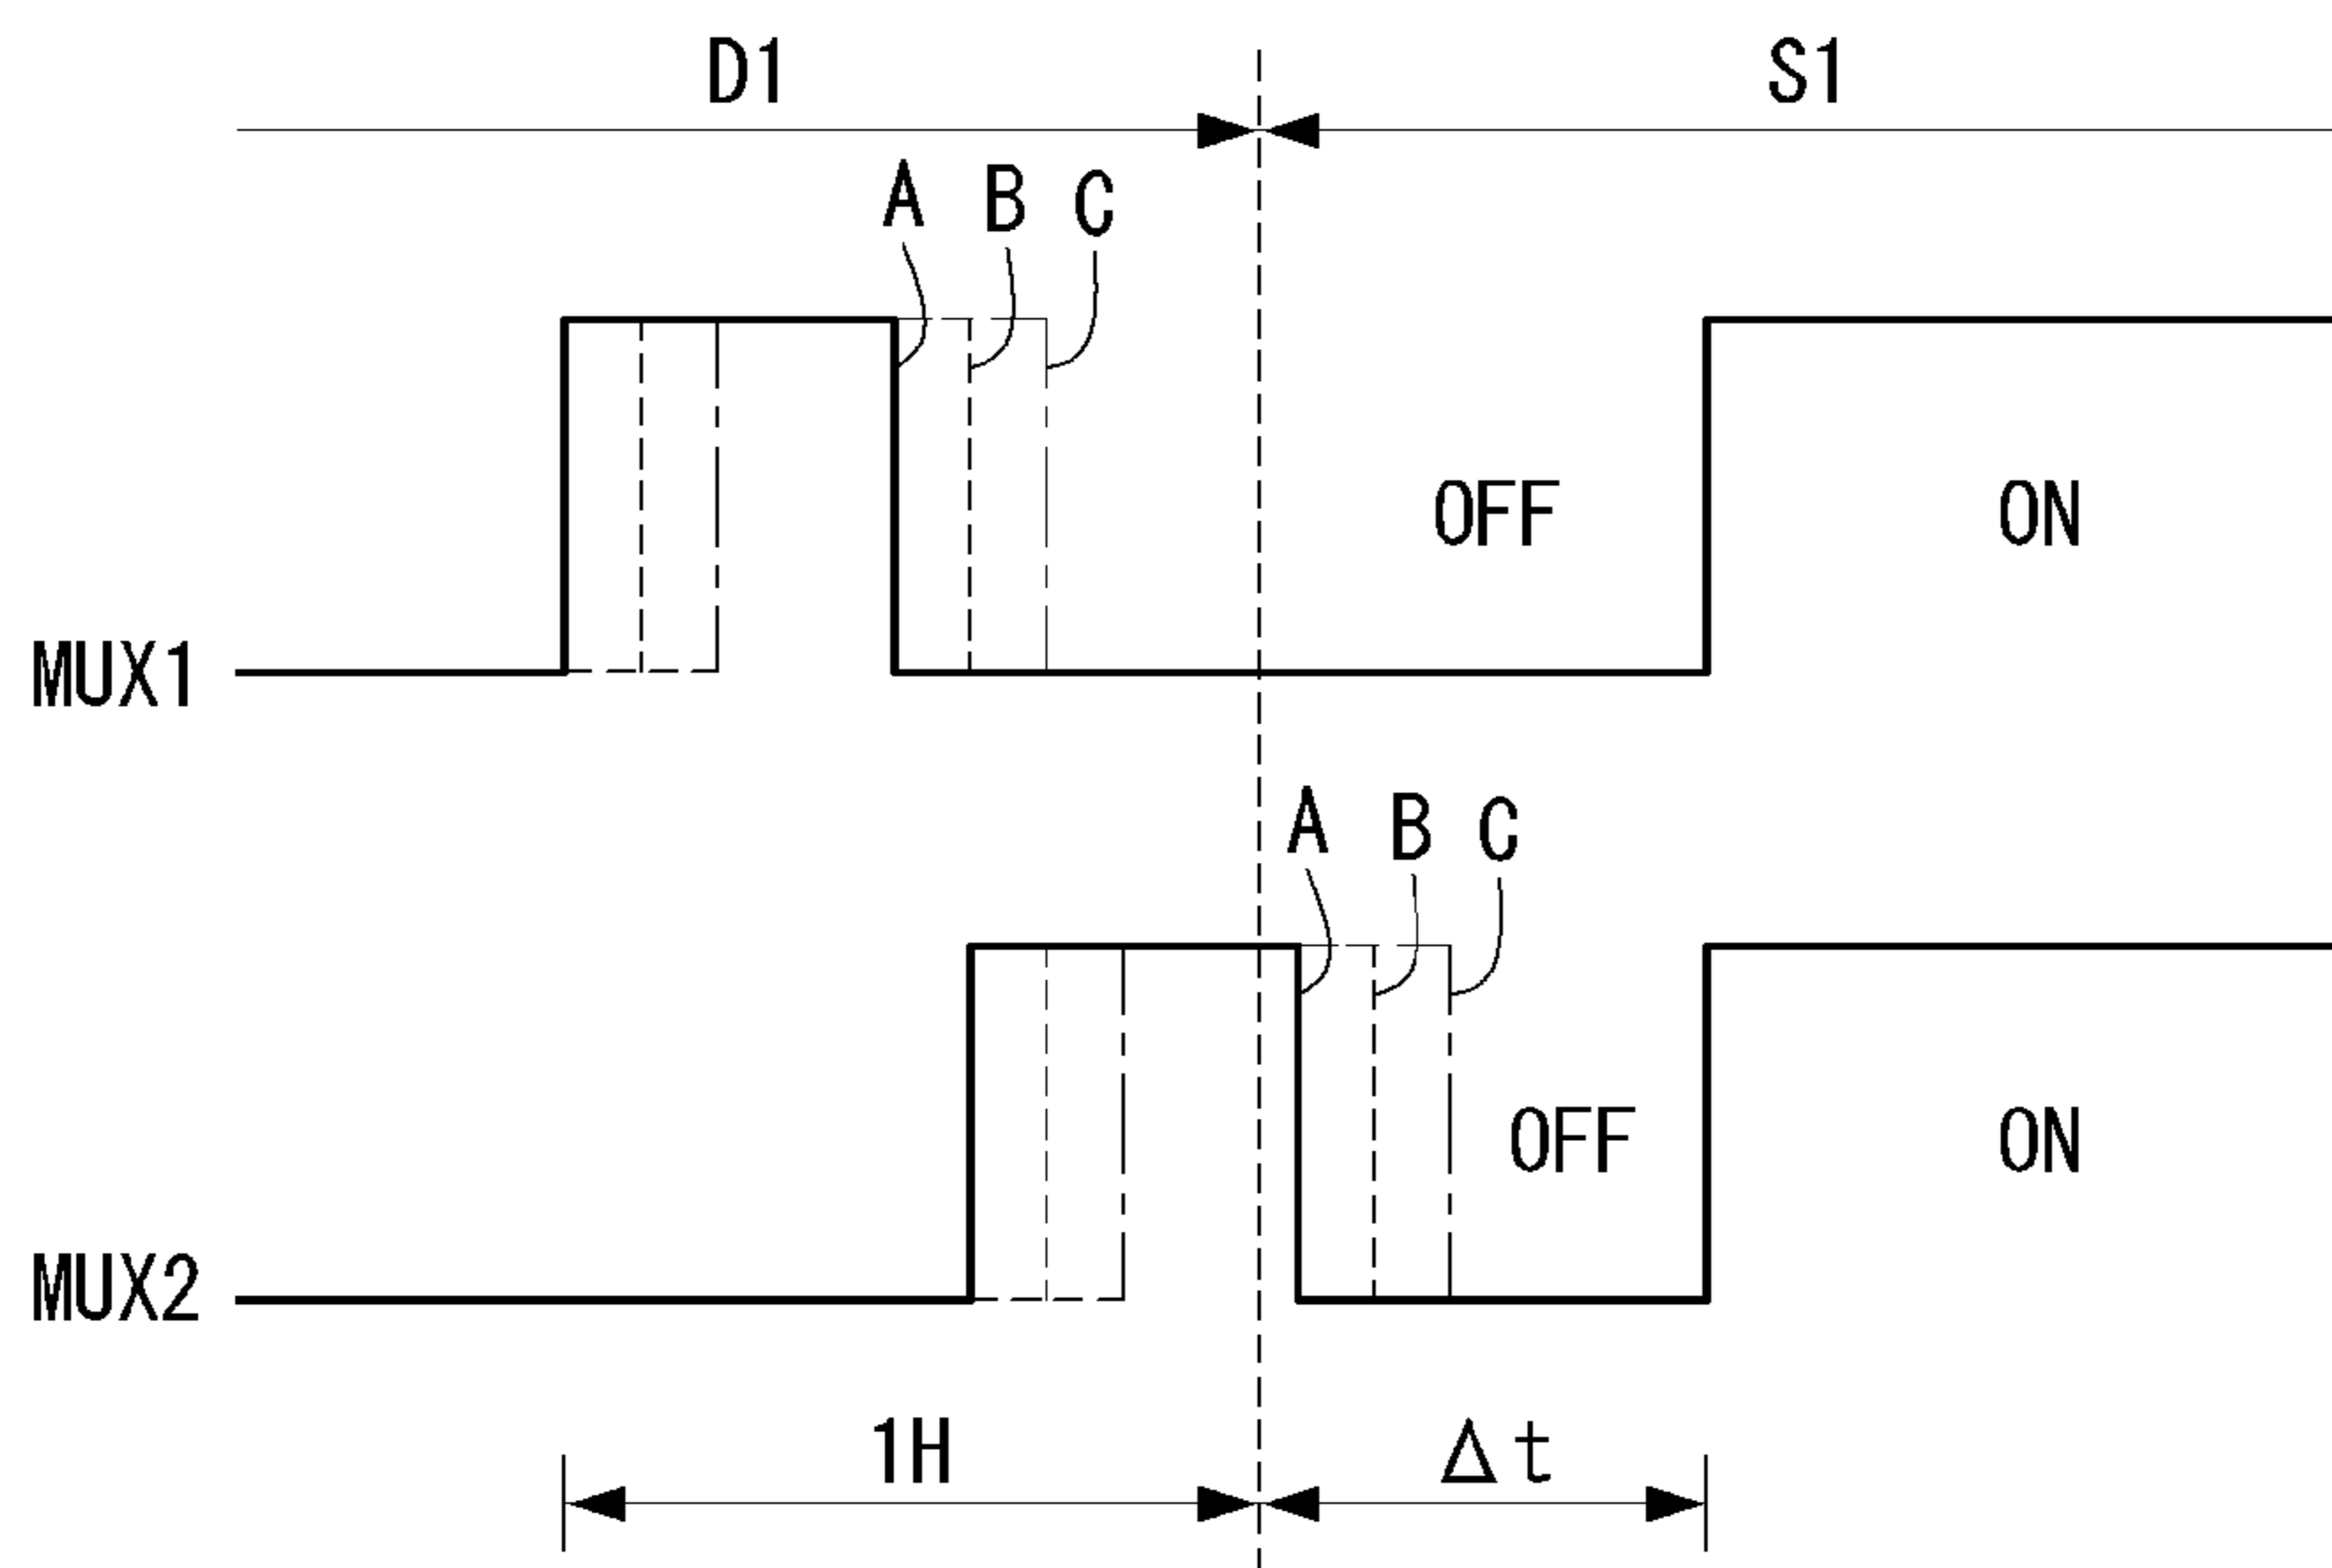 D1 S1
A B C
OFF ON
MUX1
A B C
OFF ON
MUX2
1H Δt